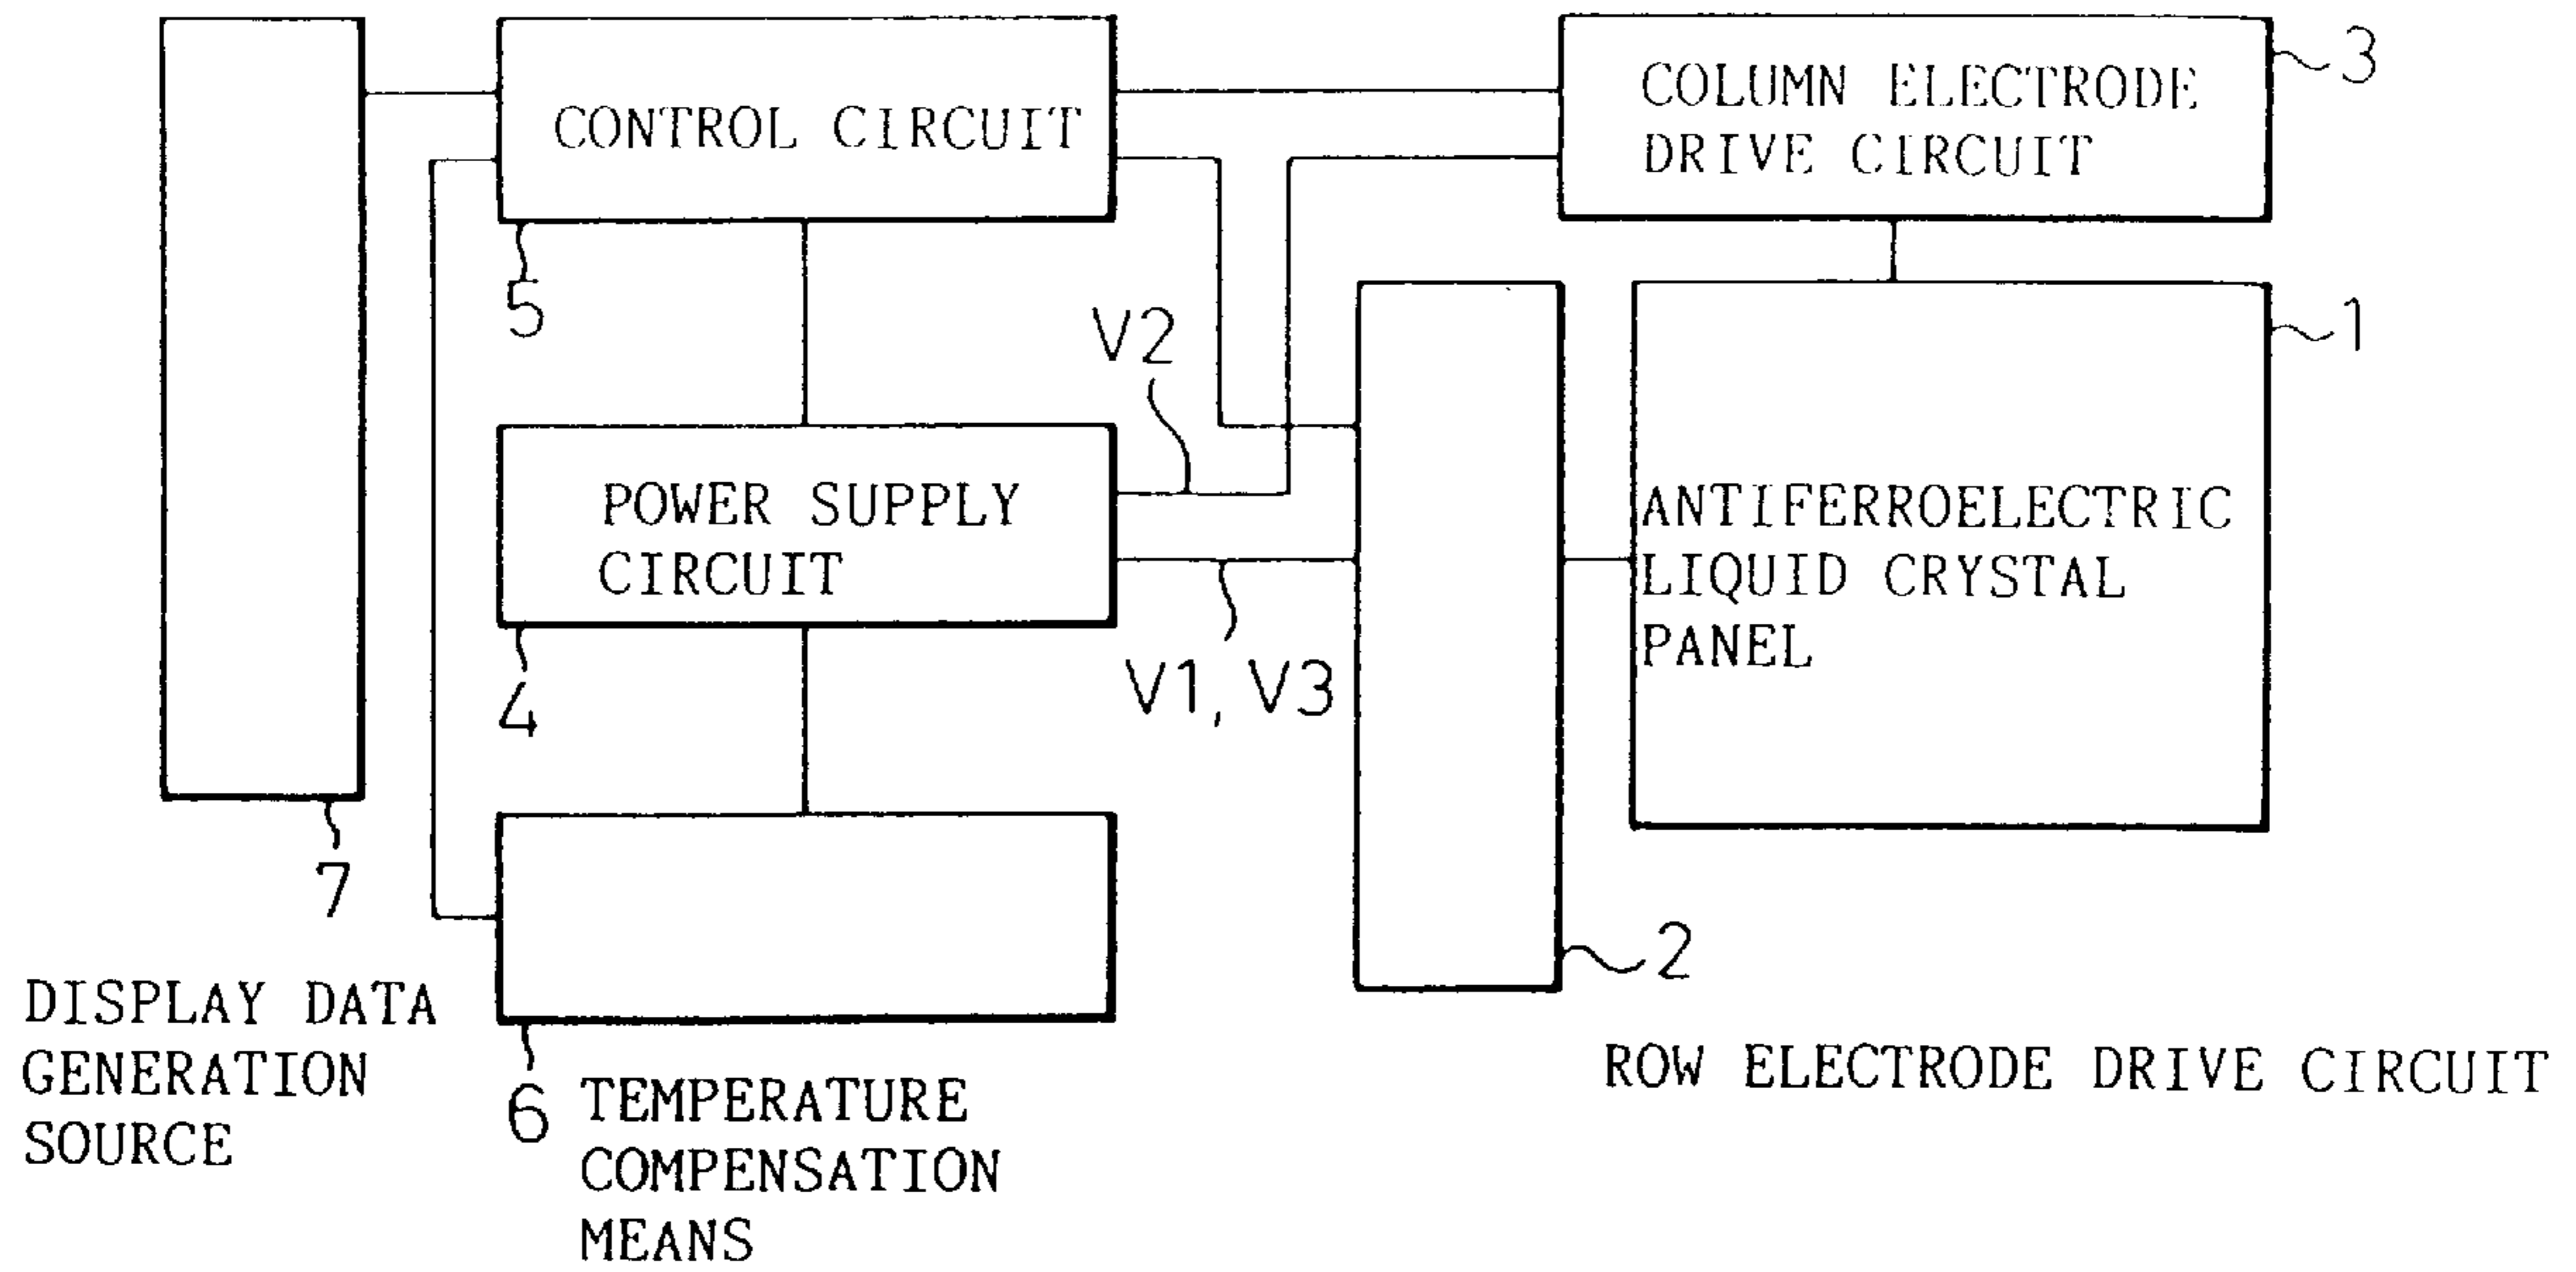 CONTROL CIRCUIT
5
COLUMN ELECTRODE
DRIVE CIRCUIT
3
V2
POWER SUPPLY
CIRCUIT
4
V1, V3
ANTIFERROELECTRIC
LIQUID CRYSTAL
PANEL
1
7
DISPLAY DATA
GENERATION
SOURCE
6
TEMPERATURE
COMPENSATION
MEANS
2
ROW ELECTRODE DRIVE CIRCUIT